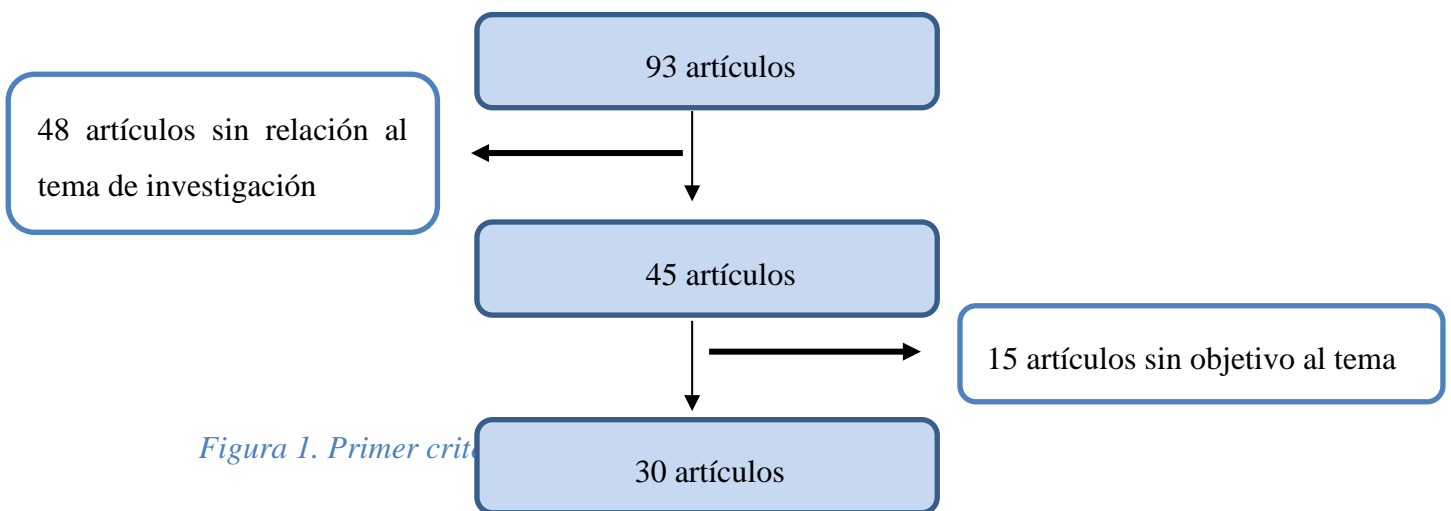 93 artículos
48 artículos sin relación al
tema de investigación
45 artículos
15 artículos sin objetivo al tema
Figura 1. Primer
30 artículos